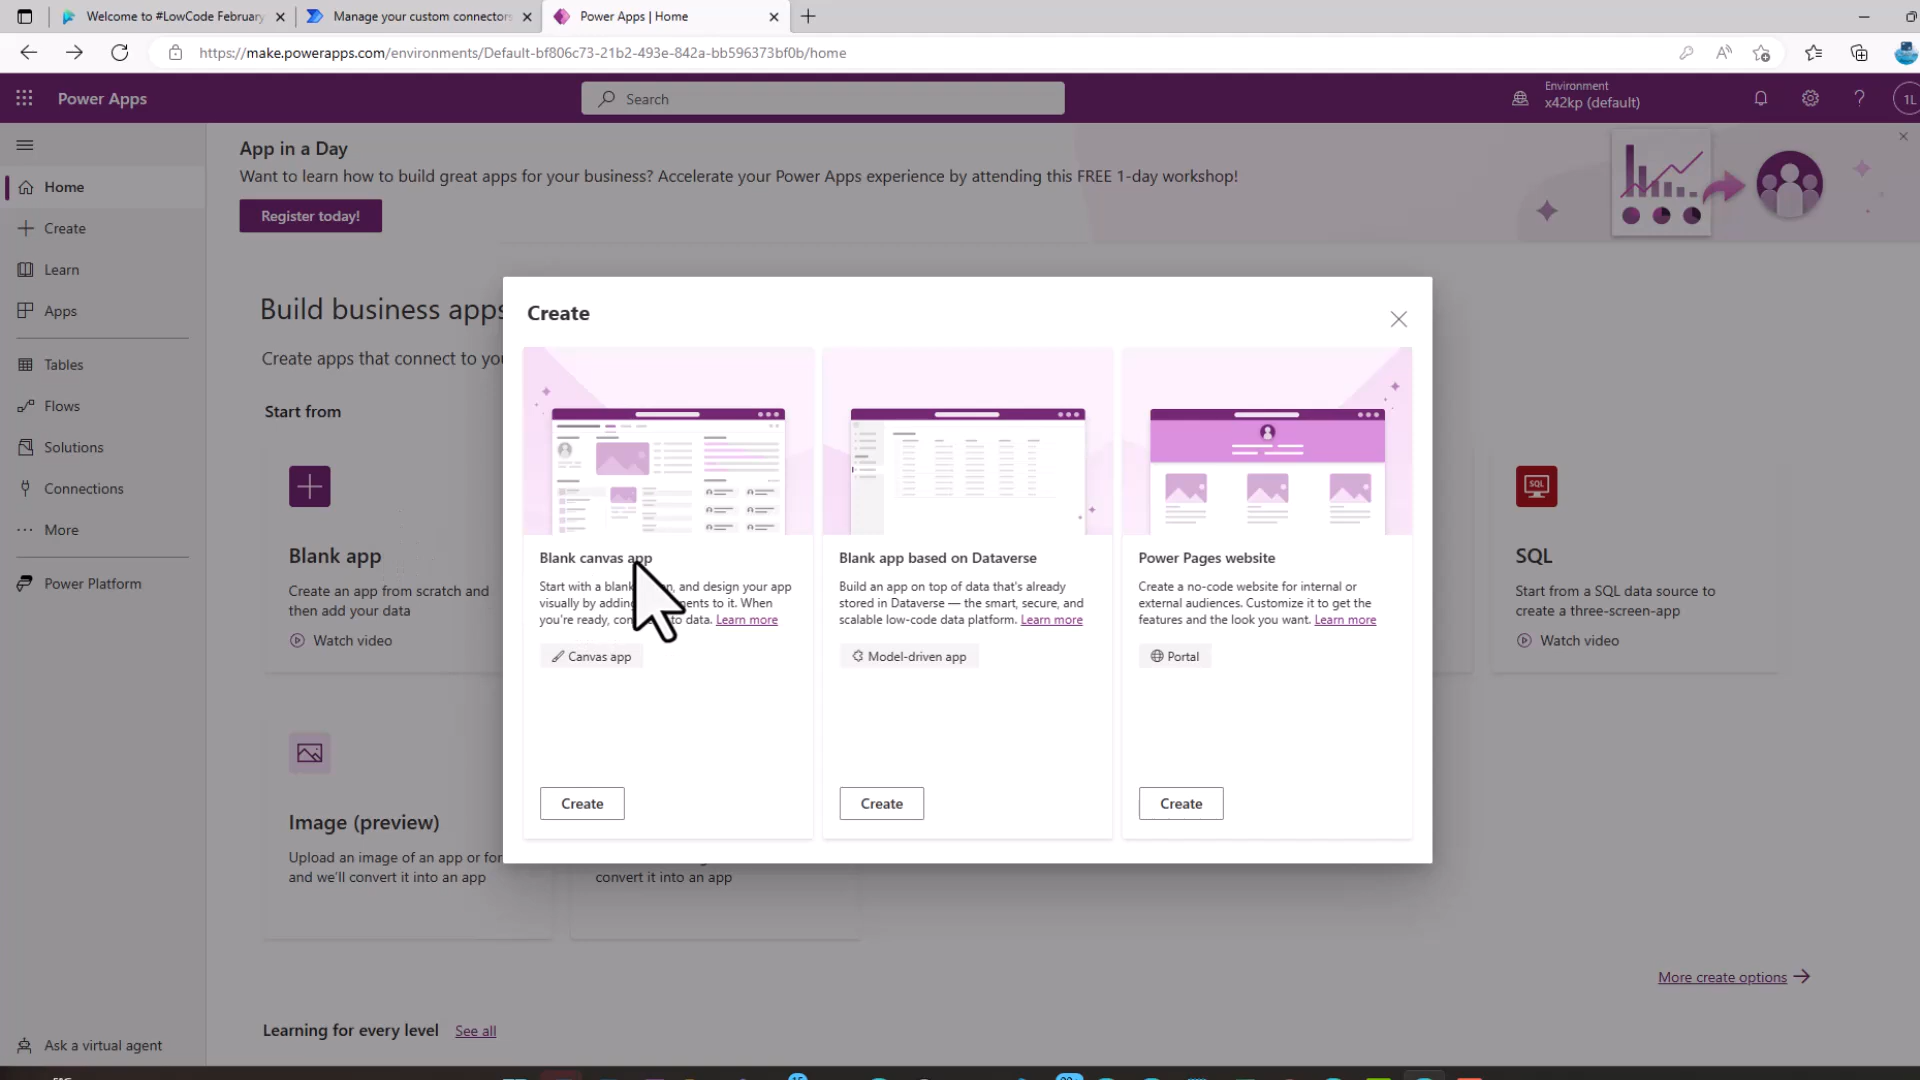 Welcome to #LowCode February
Manage your custom connectors
Power Apps | Home
https://make.powerapps.com/environments/Default-bf806c73-21b2-493e-842a-bb596373bf0b/home
Power Apps
Search
Environment
x42kp (default)
1L
App in a Day
Want to learn how to build great apps for your business? Accelerate your Power Apps experience by attending this FREE 1-day workshop!
Register today!
Home
Create
Learn
Apps
Tables
Flows
Solutions
Connections
More
Power Platform
Ask a virtual agent
Build business apps
Create apps that connect to
Start from
Blank app
Create an app from scratch and
then add your data
Watch video
SQL
SQL
Start from a SQL data source to
create a three-screen-app
Watch video
Image (preview)
Upload an image of an app or
and we'll convert it into an app
convert it into an app
More create options
Learning for every level
See all
Create
Blank canvas app
Start with a blank and design your app
visually by adding to it. When
you're ready, to data. Learn more
Canvas app
Create
Blank app based on Dataverse
Build an app on top of data that's already
stored in Dataverse — the smart, secure, and
scalable low-code data platform. Learn more
Model-driven app
Create
Power Pages website
Create a no-code website for internal or
external audiences. Customize it to get the
features and the look you want. Learn more
Portal
Create